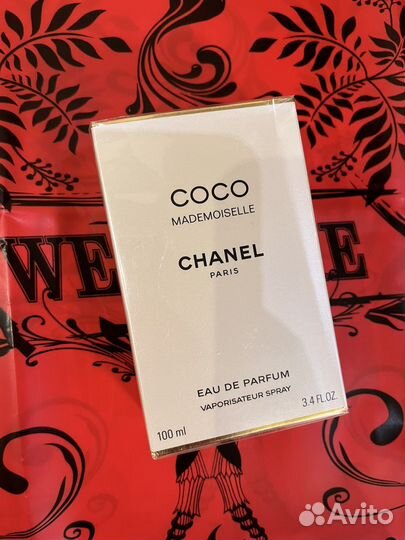 COCO
MADEMOISELLE
CHANEL
PARIS
EAU DE PARFUM
VAPORISATEUR SPRAY
100 ml
3.4 FL.OZ.
Avito